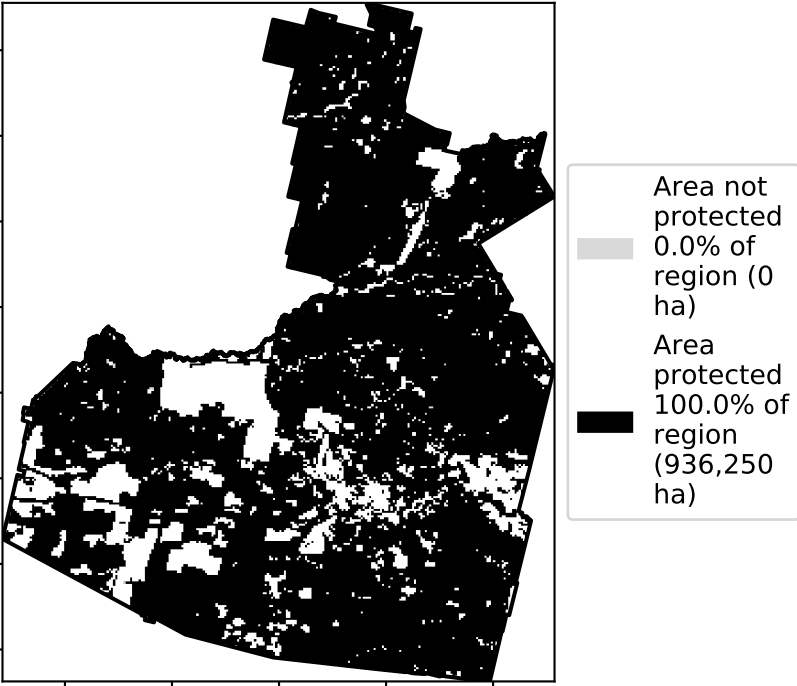 Area not
protected
0.0% of
region (0
ha)
Area
protected
100.0% of
region
(936,250
ha)